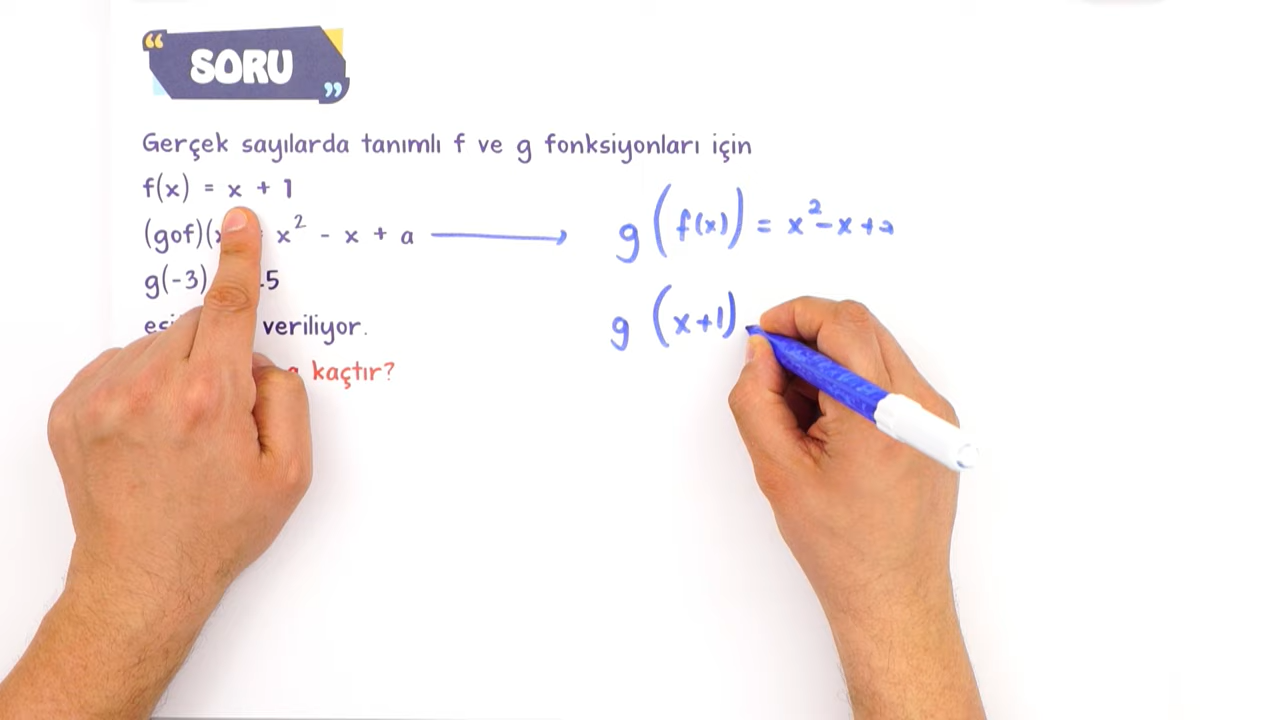 SORU
Gerçek sayılarda tanımlı f ve g fonksiyonları için
f(x) = x + 1
(gof)(x x² - x + a
g(-3) 5
veriliyor.
kaçtır?
g(f(x)) = x²-x+a
g(x+1)